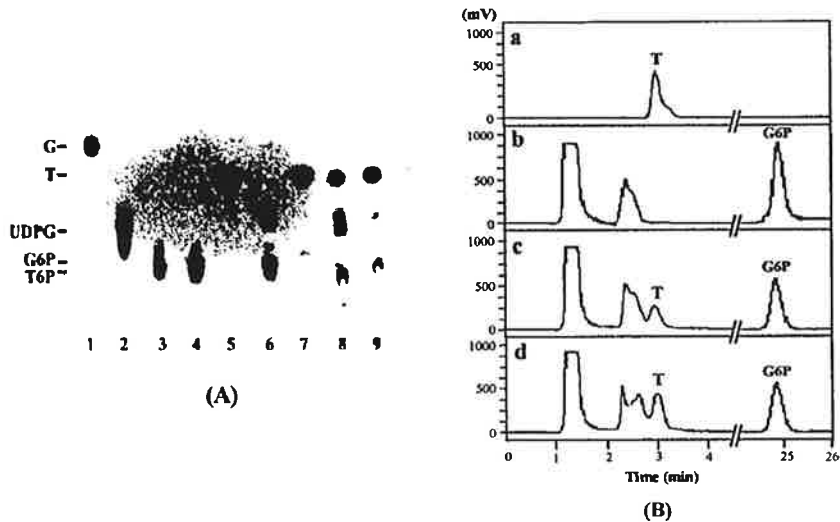 G-
T-
UDPG-
G6P-
T6P~
1 2 3 4 5 6 7 8 9
(A)
(mV)
a
1000
500
0
T
b
1000
500
0
G6P
c
1000
500
0
T
G6P
d
1000
500
0
T
G6P
0 1 2 3 4 25 26
Time (min)
(B)